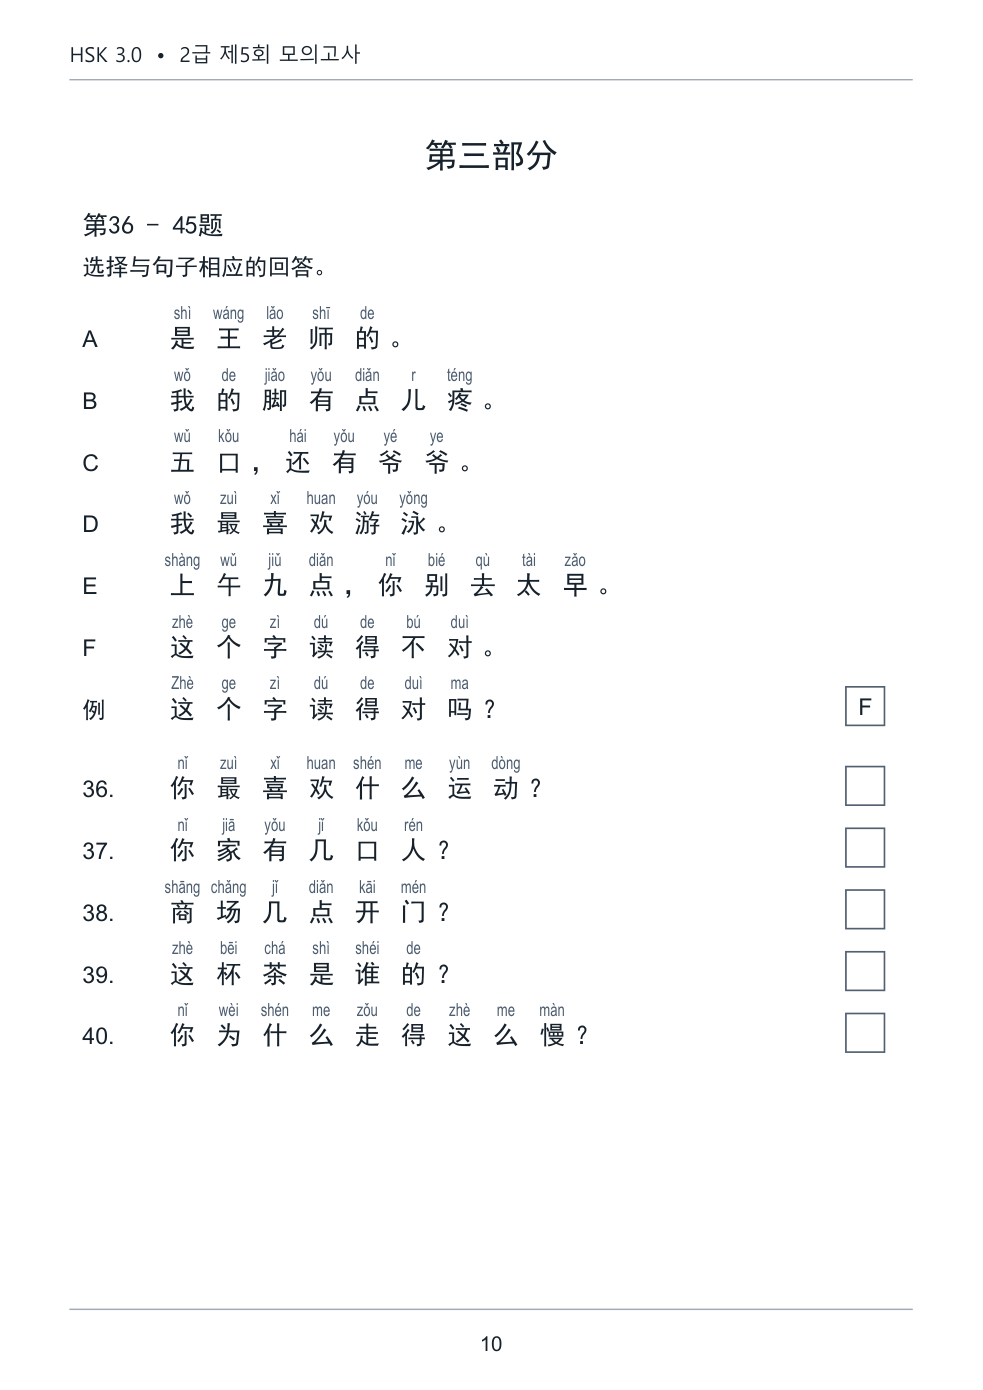 HSK 3.0 • 2급 제5회 모의고사
第三部分
第36 – 45题
选择与句子相应的回答。
shì wáng lǎo shī de
A 是王老师的。
wǒ de jiǎo yǒu diǎn r téng
B 我的脚有点儿疼。
wǔ kǒu hái yǒu yé ye
C 五口，还有爷爷。
wǒ zuì xǐ huan yóu yǒng
D 我最喜欢游泳。
shàng wǔ jiǔ diǎn nǐ bié qù tài zǎo
E 上午九点，你别去太早。
zhè ge zì dú de bú duì
F 这个字读得不对。
Zhè ge zì dú de duì ma
例 这个字读得对吗？ F
nǐ zuì xǐ huan shén me yùn dòng
36. 你最喜欢什么运动？
nǐ jiā yǒu jǐ kǒu rén
37. 你家有几口人？
shāng chǎng jǐ diǎn kāi mén
38. 商场几点开门？
zhè bēi chá shì shéi de
39. 这杯茶是谁的？
nǐ wèi shén me zǒu de zhè me màn
40. 你为什么走得这么慢？
10